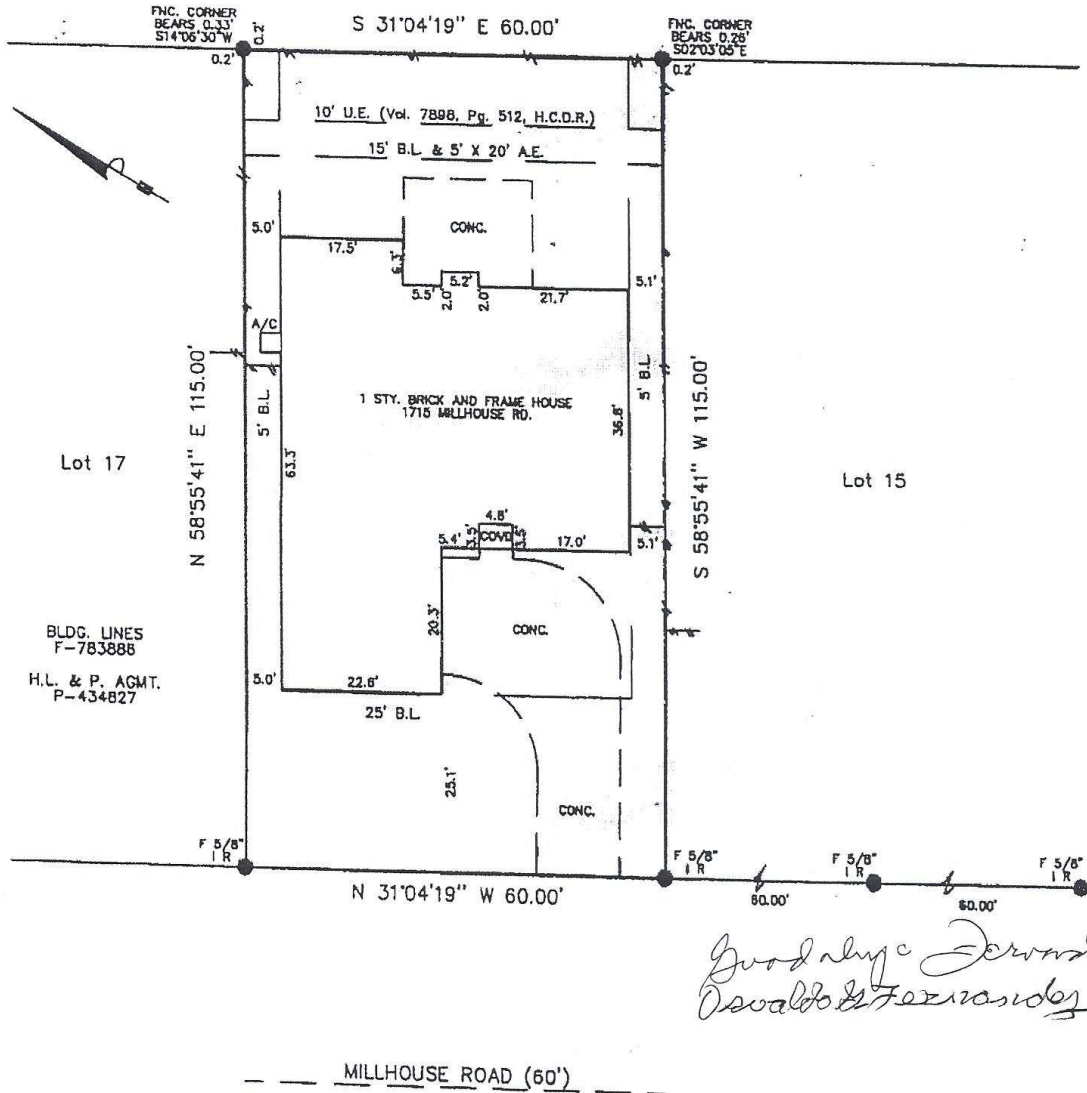 FNC. CORNER
BEARS 0.33'
S14°06'30"W
0.2'
0.2'
S 31°04'19" E 60.00'
FNC. CORNER
BEARS 0.26'
S02°03'05"E
0.2'
10' U.E. (Vol. 7898, Pg. 512, H.C.D.R.)
15' B.L. & 5' X 20' A.E.
CONC.
5.0'
17.5'
6.3'
5.5'
2.0'
5.2'
2.0'
21.7'
5.1'
A/C
N 58°55'41" E 115.00'
5' B.L.
63.3'
1 STY. BRICK AND FRAME HOUSE
1715 MILLHOUSE RD.
36.8'
5' B.L.
S 58°55'41" W 115.00'
Lot 17
Lot 15
4.8'
5.4'
3.5'
COVD
3.5'
17.0'
5.1'
20.3'
CONC.
BLDG. LINES
F-783888
H.L. & P. AGMT.
P-434827
5.0'
22.6'
25' B.L.
25.1'
CONC.
F 5/8"
I R
N 31°04'19" W 60.00'
F 5/8"
I R
60.00'
F 5/8"
I R
60.00'
F 5/8"
I R
Osvaldo
MILLHOUSE ROAD (60')